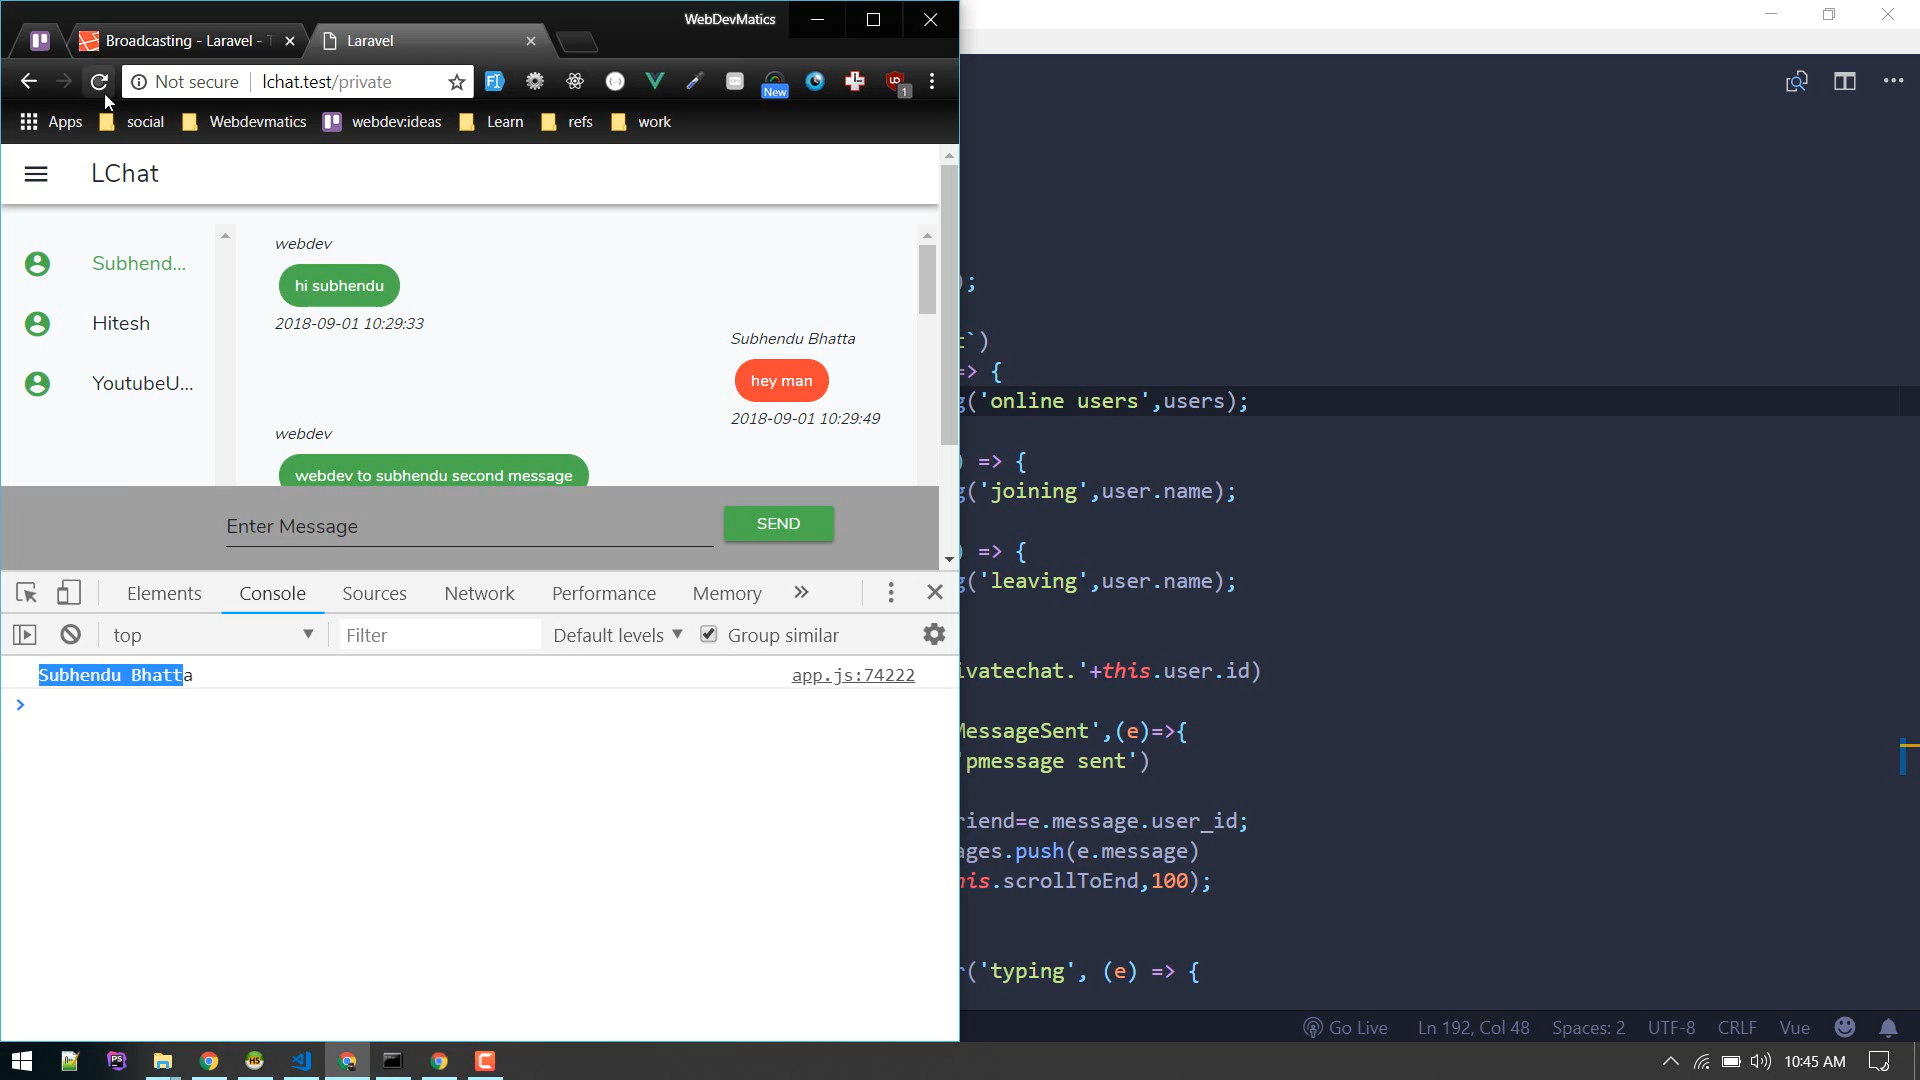 WebDevMatics
Broadcasting - Laravel - T
Laravel
Not secure
lchat.test/private
New
1
Apps
social
Webdevmatics
webdev:ideas
Learn
refs
work
LChat
Subhend...
Hitesh
YoutubeU...
webdev
hi subhendu
2018-09-01 10:29:33
Subhendu Bhatta
hey man
2018-09-01 10:29:49
webdev
webdev to subhendu second message
Enter Message
SEND
Elements
Console
Sources
Network
Performance
Memory
top
Filter
Default levels
Group similar
Subhendu Bhatta
app.js:74222
);
t`)
=> {
g('online users',users);
) => {
g('joining',user.name);
) => {
g('leaving',user.name);
ivatechat.'+this.user.id)
MessageSent',(e)=>{
'pmessage sent')
riend=e.message.user_id;
ages.push(e.message)
his.scrollToEnd,100);
r('typing', (e) => {
Go Live
Ln 192, Col 48
Spaces: 2
UTF-8
CRLF
Vue
10:45 AM